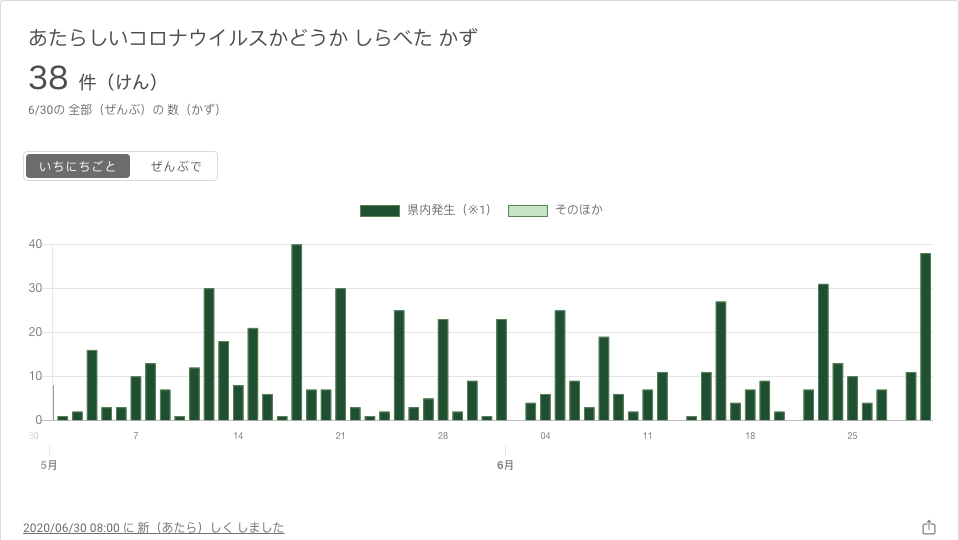 あたらしいコロナウイルスかどうか しらべた かず
38 件（けん）
6/30の 全部（ぜんぶ）の 数（かず）
いちにちごと ぜんぶで
県内発生（※1） そのほか
40
30
20
10
0
30 7 14 21 28 04 11 18 25
5月 6月
2020/06/30 08:00 に 新（あたら）しく しました